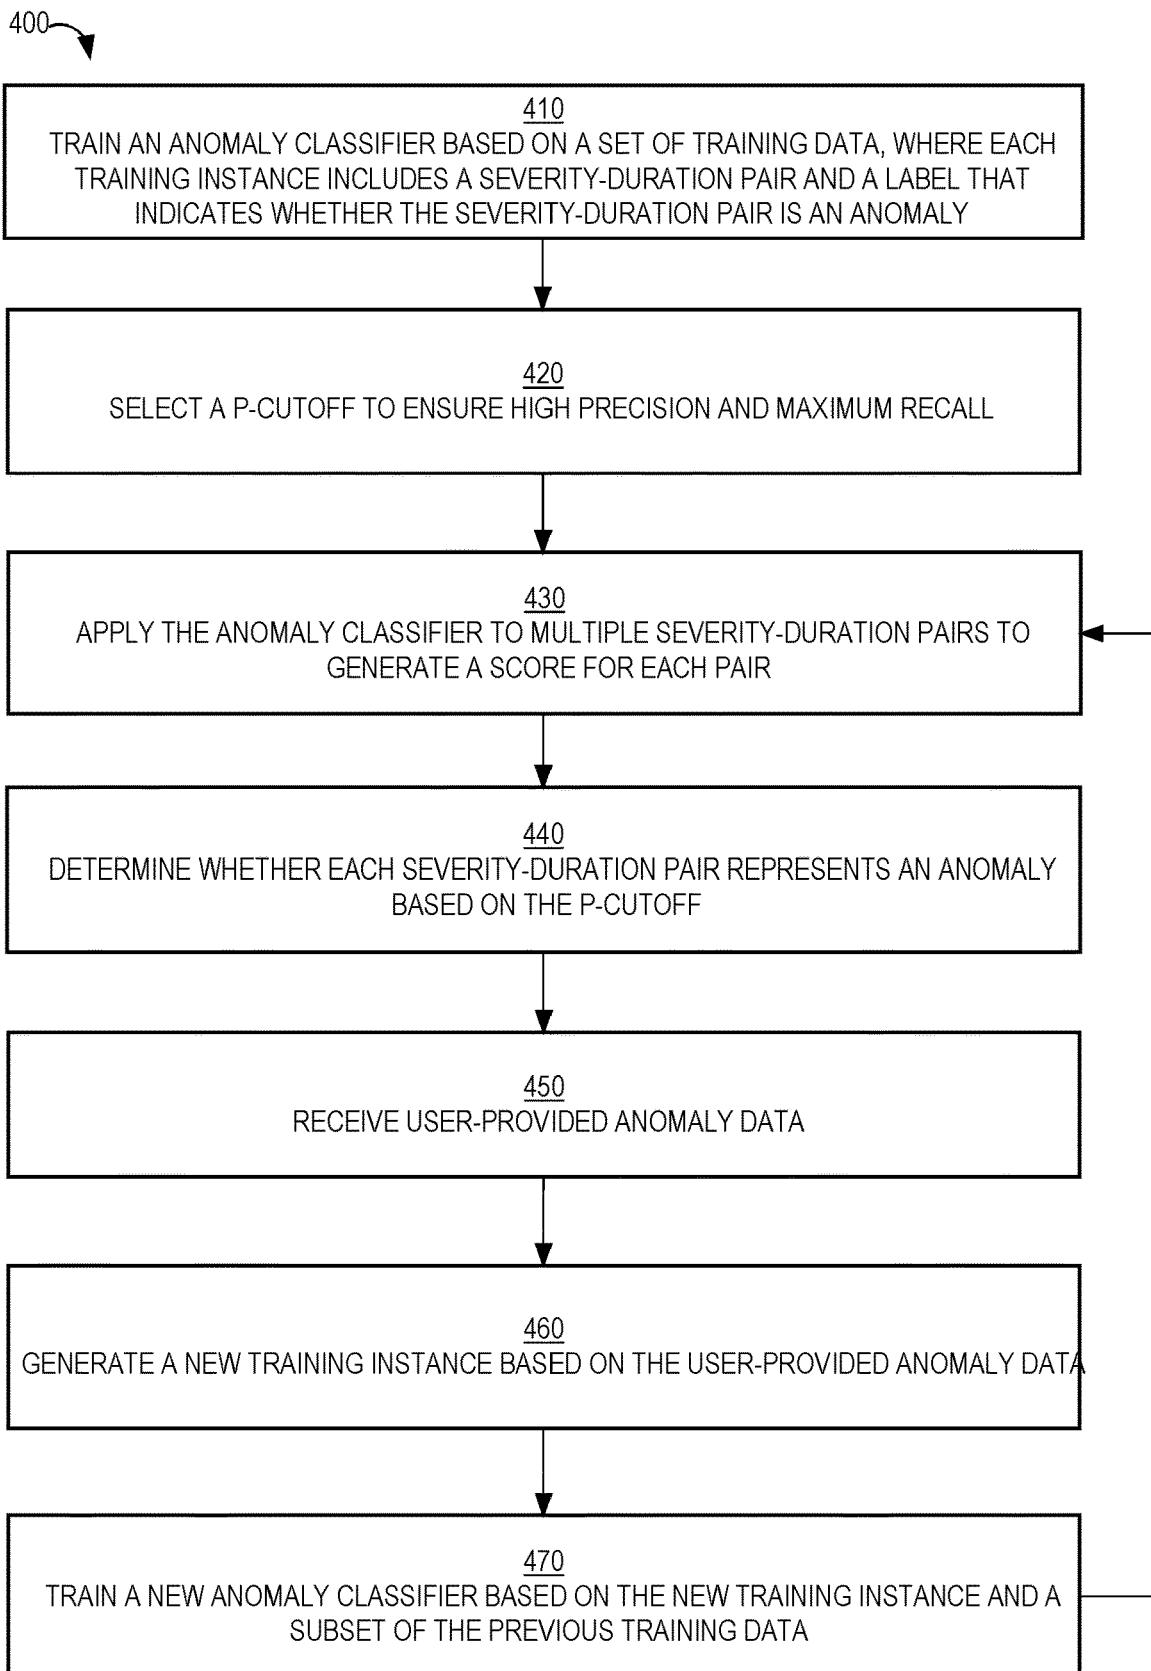 400
410
TRAIN AN ANOMALY CLASSIFIER BASED ON A SET OF TRAINING DATA, WHERE EACH
TRAINING INSTANCE INCLUDES A SEVERITY-DURATION PAIR AND A LABEL THAT
INDICATES WHETHER THE SEVERITY-DURATION PAIR IS AN ANOMALY
420
SELECT A P-CUTOFF TO ENSURE HIGH PRECISION AND MAXIMUM RECALL
430
APPLY THE ANOMALY CLASSIFIER TO MULTIPLE SEVERITY-DURATION PAIRS TO
GENERATE A SCORE FOR EACH PAIR
440
DETERMINE WHETHER EACH SEVERITY-DURATION PAIR REPRESENTS AN ANOMALY
BASED ON THE P-CUTOFF
450
RECEIVE USER-PROVIDED ANOMALY DATA
460
GENERATE A NEW TRAINING INSTANCE BASED ON THE USER-PROVIDED ANOMALY DATA
470
TRAIN A NEW ANOMALY CLASSIFIER BASED ON THE NEW TRAINING INSTANCE AND A
SUBSET OF THE PREVIOUS TRAINING DATA